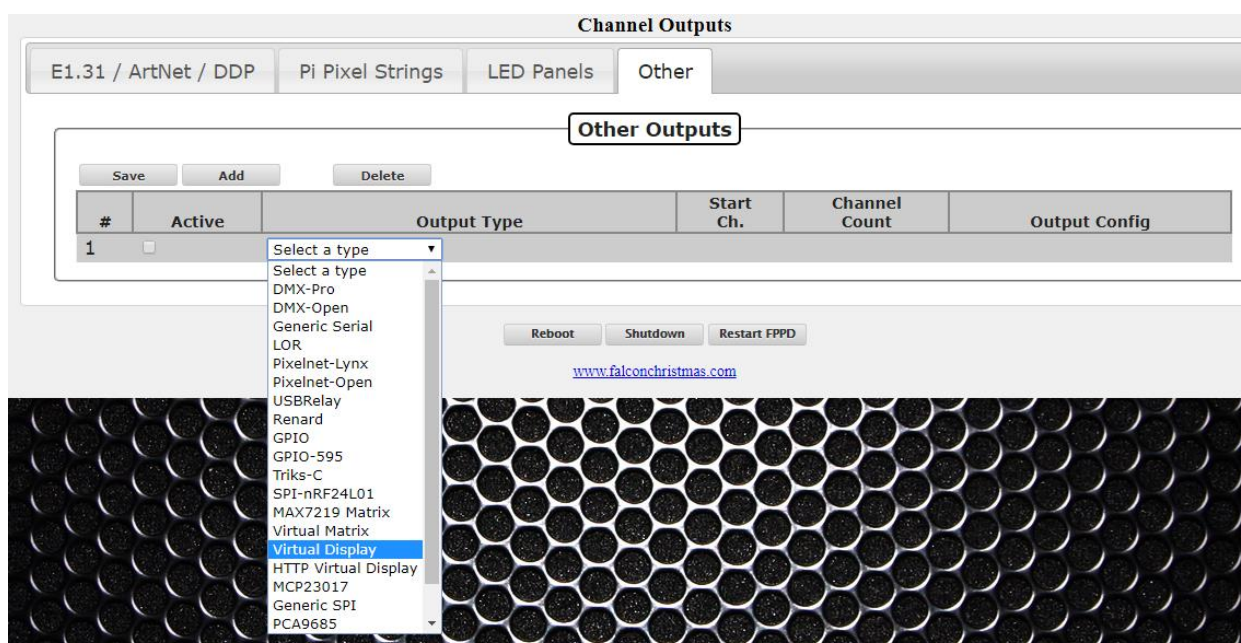 Channel Outputs
E1.31 / ArtNet / DDP
Pi Pixel Strings
LED Panels
Other
Other Outputs
Save
Add
Delete
#
Active
Output Type
Start Ch.
Channel Count
Output Config
1
Select a type
Select a type
DMX-Pro
DMX-Open
Generic Serial
LOR
Pixelnet-Lynx
Pixelnet-Open
USBRelay
Renard
GPIO
GPIO-595
Triks-C
SPI-nRF24L01
MAX7219 Matrix
Virtual Matrix
Virtual Display
HTTP Virtual Display
MCP23017
Generic SPI
PCA9685
Reboot
Shutdown
Restart FPPD
www.falconchristmas.com